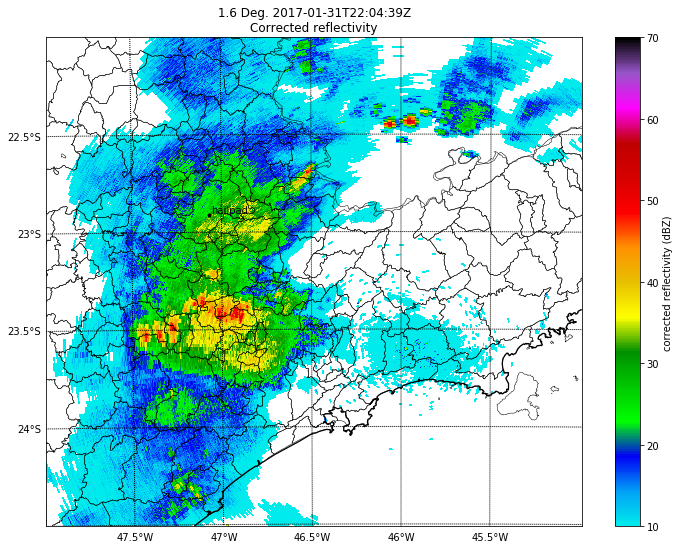 1.6 Deg. 2017-01-31T22:04:39Z
Corrected reflectivity
22.5°S
23°S
23.5°S
24°S
47.5°W
47°W
46.5°W
46°W
45.5°W
70
60
50
40
30
20
10
corrected reflectivity (dBZ)